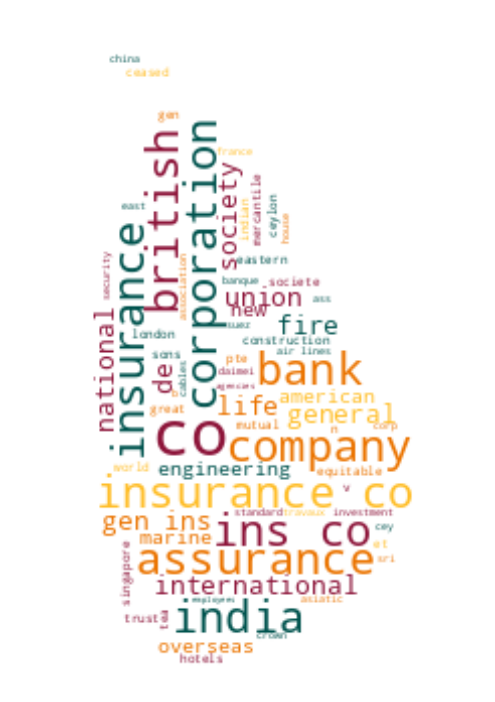 china
ceased
gen
british
corporation
france
society
mercantile
indian
ceylon
house
east
insurance
security
national
association
eastern
banque
societe
union
ass
new
suez
fire
london
construction
air lines
sons
de
cables
pte
daimei
bank
agencies
b
great
life
american
general
mutual
n
corp
co
company
world
engineering
equitable
insurance co
v
gen ins
standard
travaux
investment
ins co
cey
marine
et
assurance
sri
singapore
international
employees
asiatic
trust
tea
india
crown
overseas
hotels